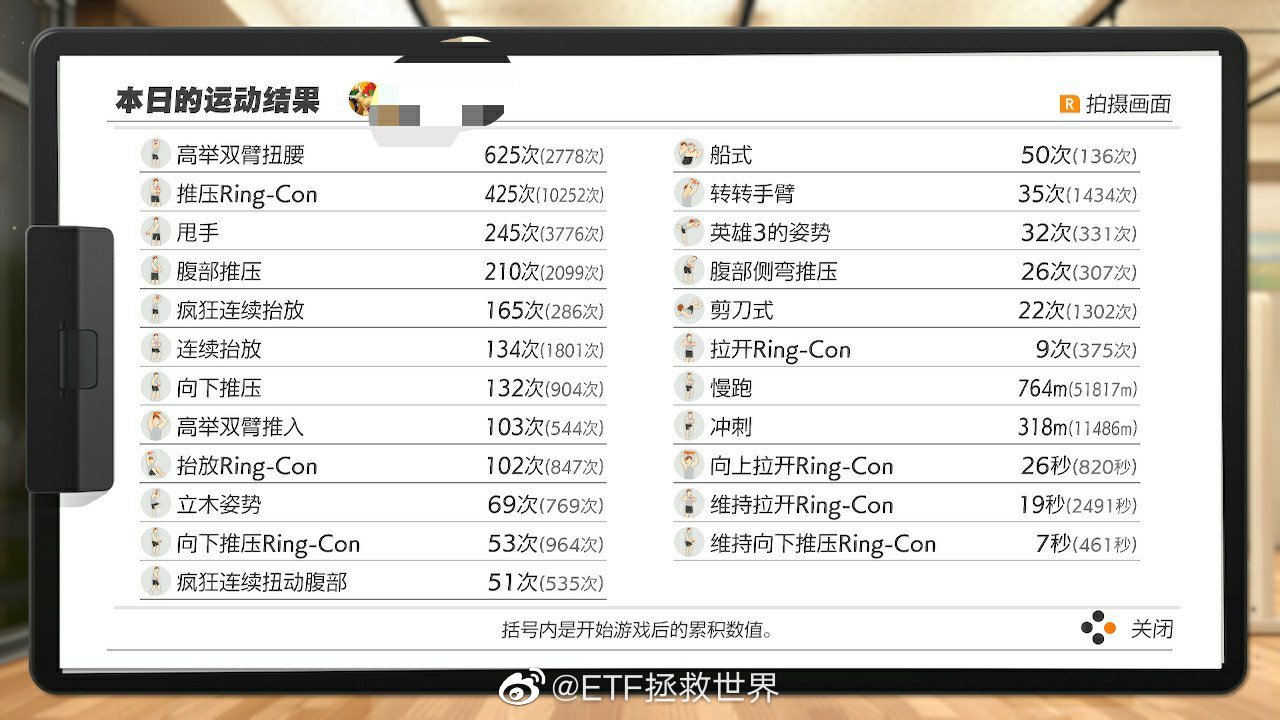 本日的运动结果
R 拍摄画面
高举双臂扭腰 625次(2778次)
推压Ring-Con 425次(10252次)
甩手 245次(3776次)
腹部推压 210次(2099次)
疯狂连续抬放 165次(286次)
连续抬放 134次(1801次)
向下推压 132次(904次)
高举双臂推入 103次(544次)
抬放Ring-Con 102次(847次)
立木姿势 69次(769次)
向下推压Ring-Con 53次(964次)
疯狂连续扭动腹部 51次(535次)
船式 50次(136次)
转转手臂 35次(1434次)
英雄3的姿势 32次(331次)
腹部侧弯推压 26次(307次)
剪刀式 22次(1302次)
拉开Ring-Con 9次(375次)
慢跑 764m(51817m)
冲刺 318m(11486m)
向上拉开Ring-Con 26秒(820秒)
维持拉开Ring-Con 19秒(2491秒)
维持向下推压Ring-Con 7秒(461秒)
括号内是开始游戏后的累积数值。
关闭
@ETF拯救世界